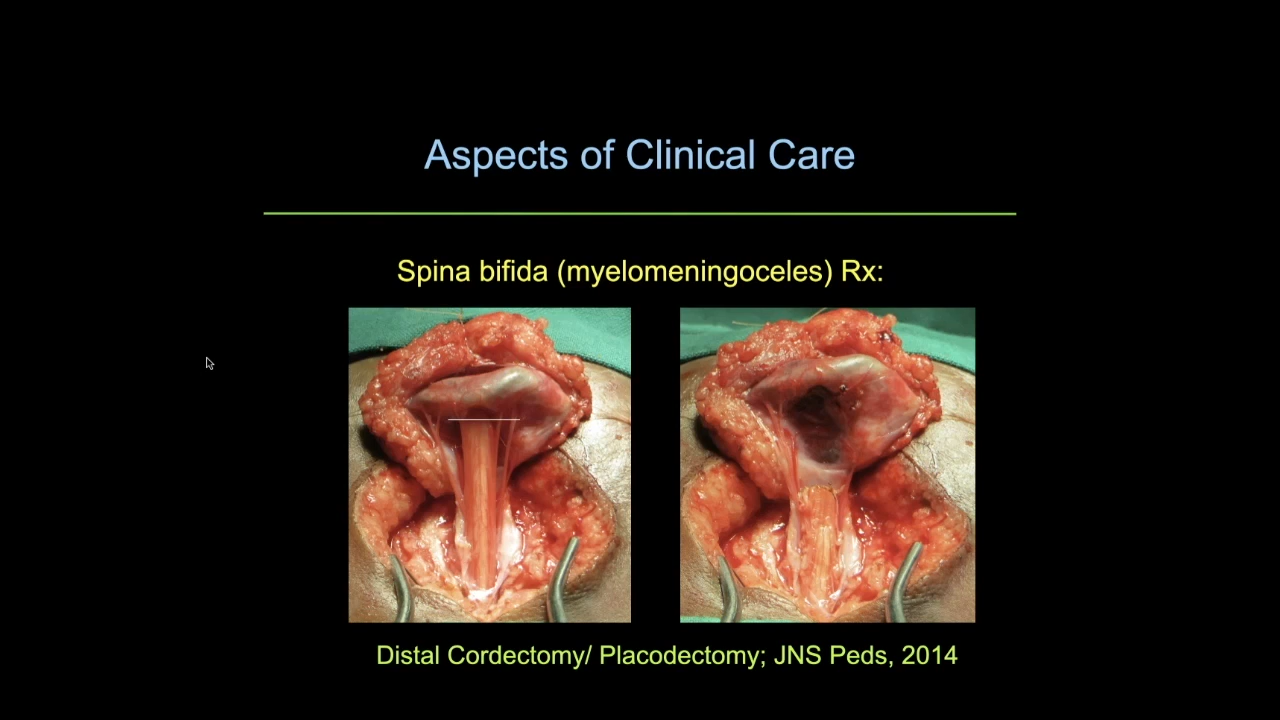 Aspects of Clinical Care
Spina bifida (myelomeningoceles) Rx:
Distal Cordectomy/ Placodectomy; JNS Peds, 2014